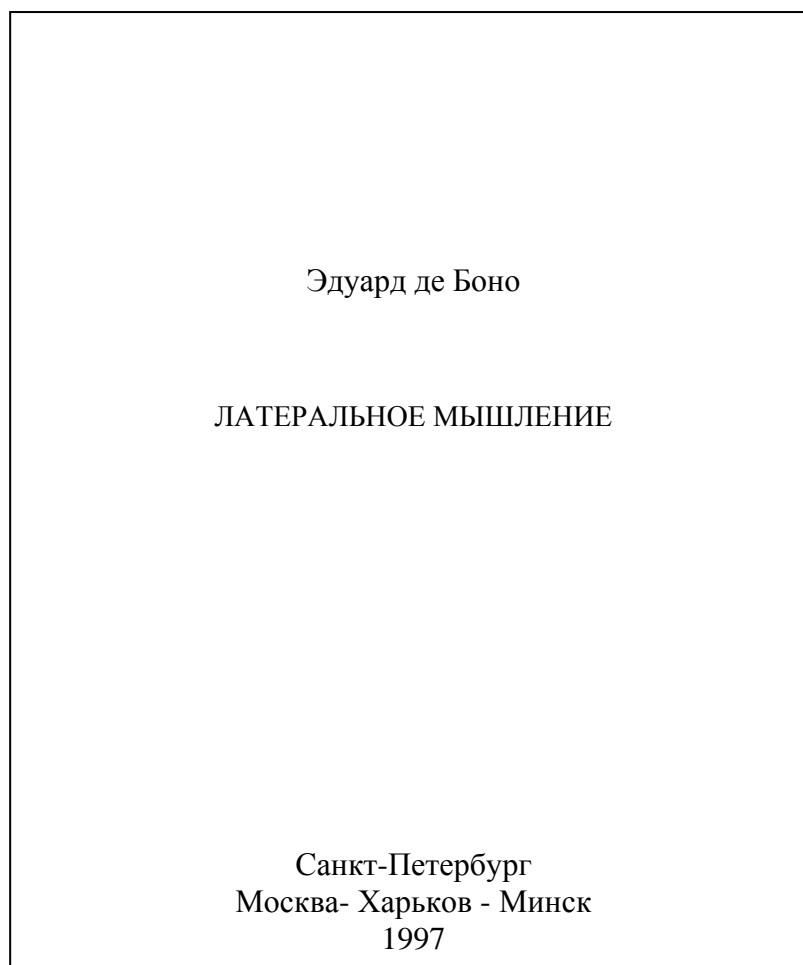 Эдуард де Боно
ЛАТЕРАЛЬНОЕ МЫШЛЕНИЕ
Санкт-Петербург
Москва- Харьков - Минск
1997